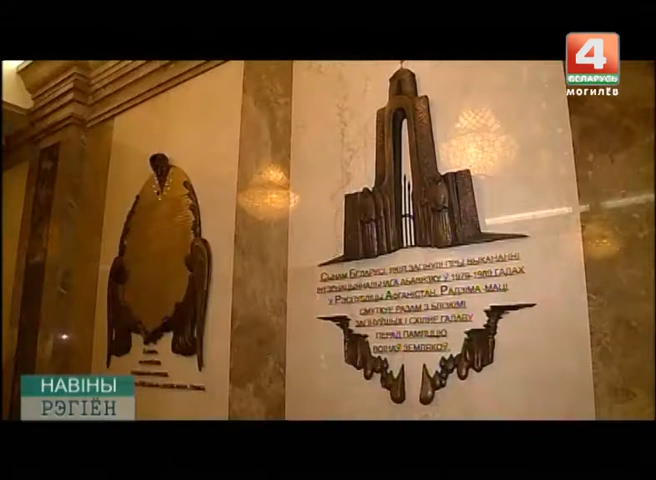 4
БЕЛАРУСЬ
МОГИЛЁВ
Сынам Беларусі, якія загінулі пры выкананні
інтэрнацыянальнага абавязку ў 1979-1989 гадах
у Рэспубліцы Афганістан. Радзіма-маці
смуткуе разам з блізкімі
загінуўшых і схіляе галаву
перад памяццю
воінаў землякоў.
НАВІНЫ
РЭГІЁН